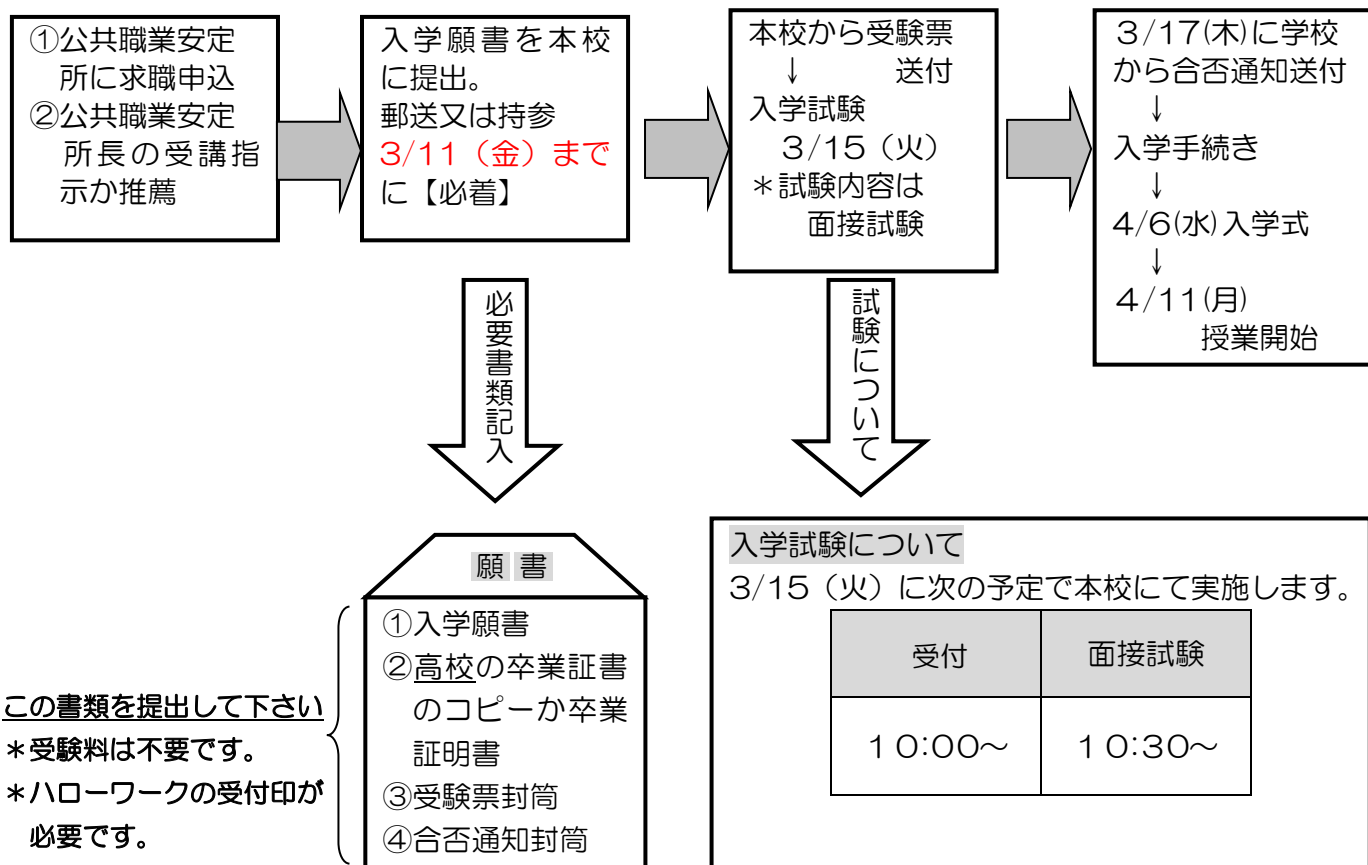 ①公共職業安定
所に求職申込
②公共職業安定
所長の受講指
示か推薦
入学願書を本校
に提出。
郵送又は持参
3/11（金）まで
に【必着】
本校から受験票
↓　送付
入学試験
3/15（火）
＊試験内容は
面接試験
3/17(木)に学校
から合否通知送付
↓
入学手続き
↓
4/6(水)入学式
↓
4/11(月)
授業開始
必要書類記入
試験について
願書
①入学願書
②高校の卒業証書
のコピーか卒業
証明書
③受験票封筒
④合否通知封筒
この書類を提出して下さい
＊受験料は不要です。
＊ハローワークの受付印が
必要です。
入学試験について
3/15（火）に次の予定で本校にて実施します。
受付　面接試験
10:00～　10:30～